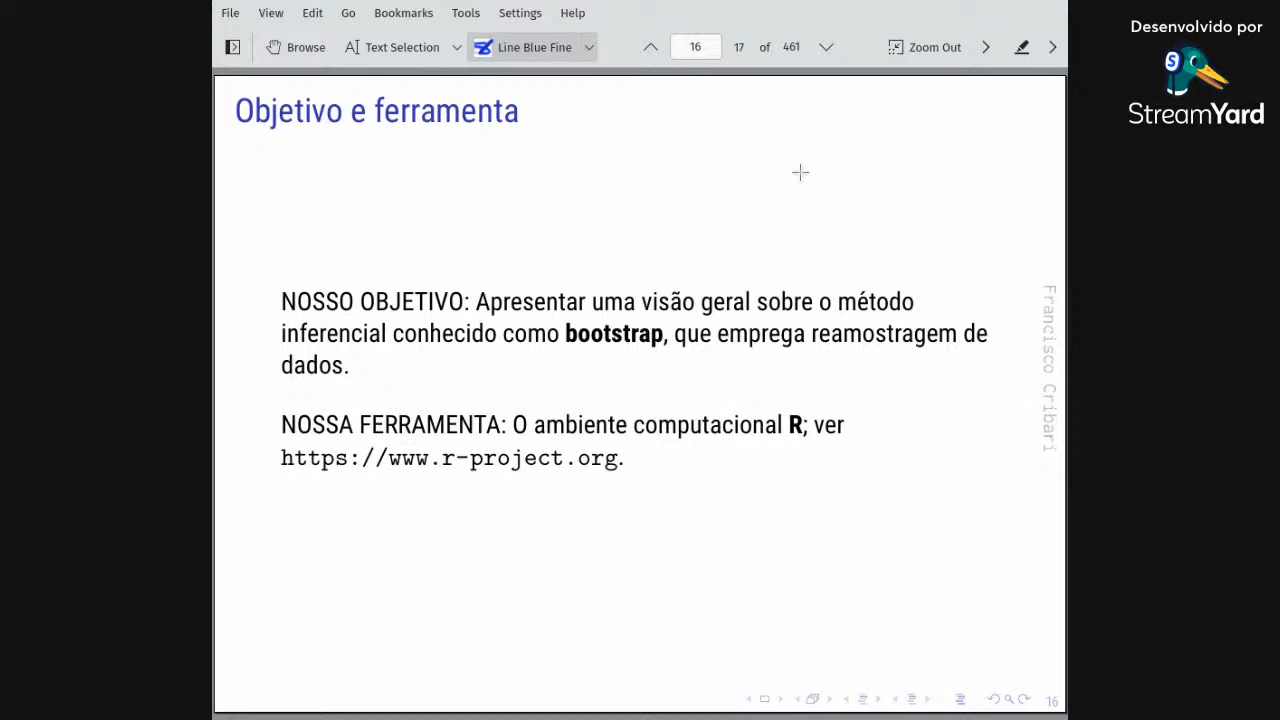 File View Edit Go Bookmarks Tools Settings Help
Desenvolvido por
Browse Text Selection Line Blue Fine 16 17 of 461 Zoom Out
StreamYard
Objetivo e ferramenta
NOSSO OBJETIVO: Apresentar uma visão geral sobre o método
inferencial conhecido como bootstrap, que emprega reamostragem de
dados.
NOSSA FERRAMENTA: O ambiente computacional R; ver
https://www.r-project.org.
Francisco Cribari
16